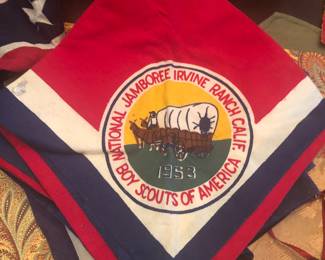 NATIONAL JAMBOREE IRVINE RANCH CALIF.
1953
BOY SCOUTS OF AMERICA